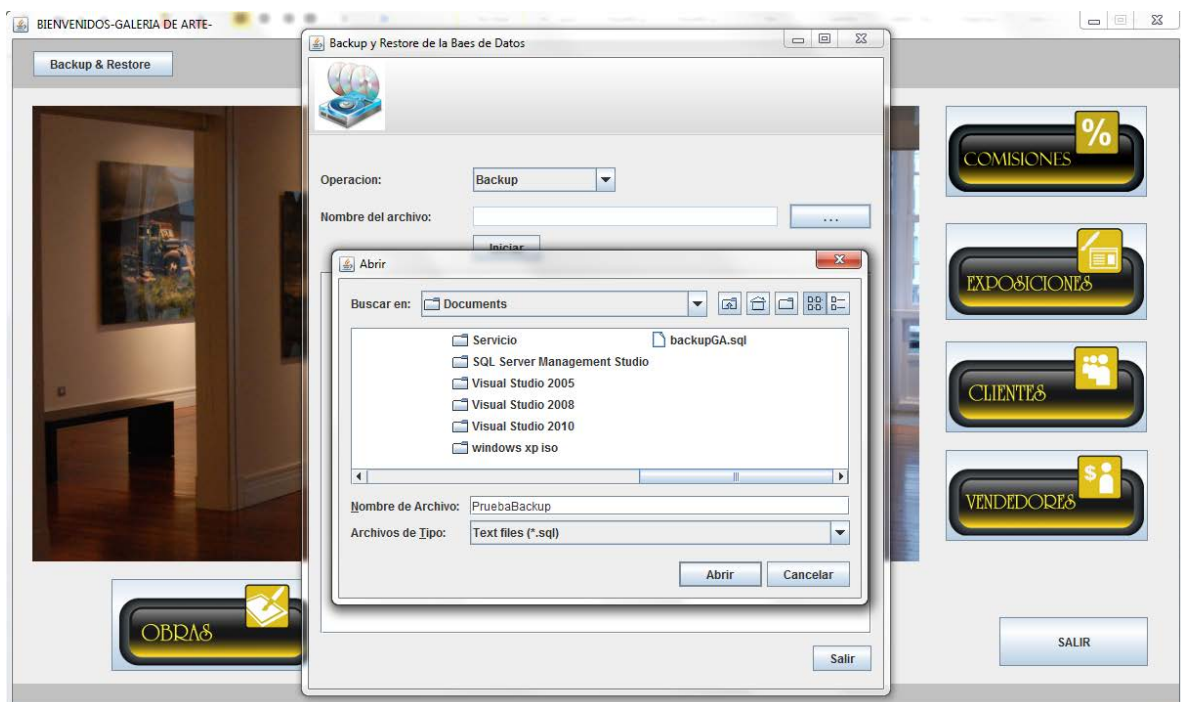 BIENVENIDOS-GALERIA DE ARTE-
Backup & Restore
Backup y Restore de la Baes de Datos
Operacion: Backup
Nombre del archivo: ...
Iniciar
Abrir
Buscar en: Documents
Servicio backupGA.sql
SQL Server Management Studio
Visual Studio 2005
Visual Studio 2008
Visual Studio 2010
windows xp iso
Nombre de Archivo: PruebaBackup
Archivos de Tipo: Text files (*.sql)
Abrir Cancelar
Salir
COMISIONES %
EXPOSICIONES
CLIENTES
VENDEDORES $
OBRAS
SALIR